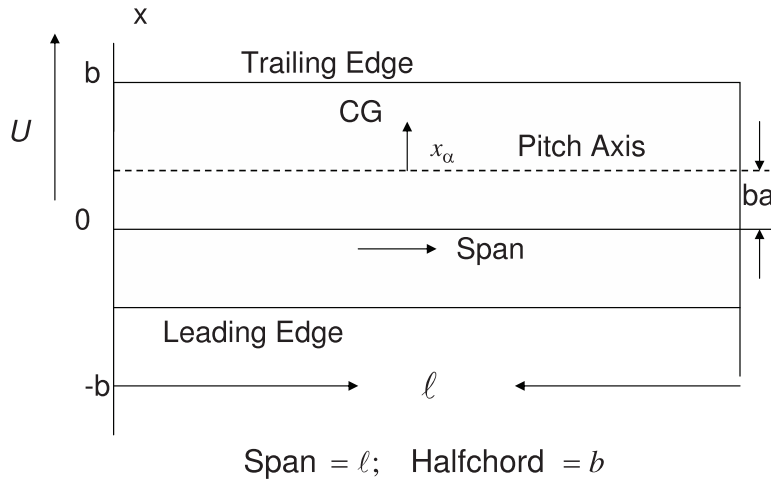 x
b
Trailing Edge
CG
U
x_α
Pitch Axis
ba
0
Span
Leading Edge
-b
ℓ
Span = ℓ; Halfchord = b